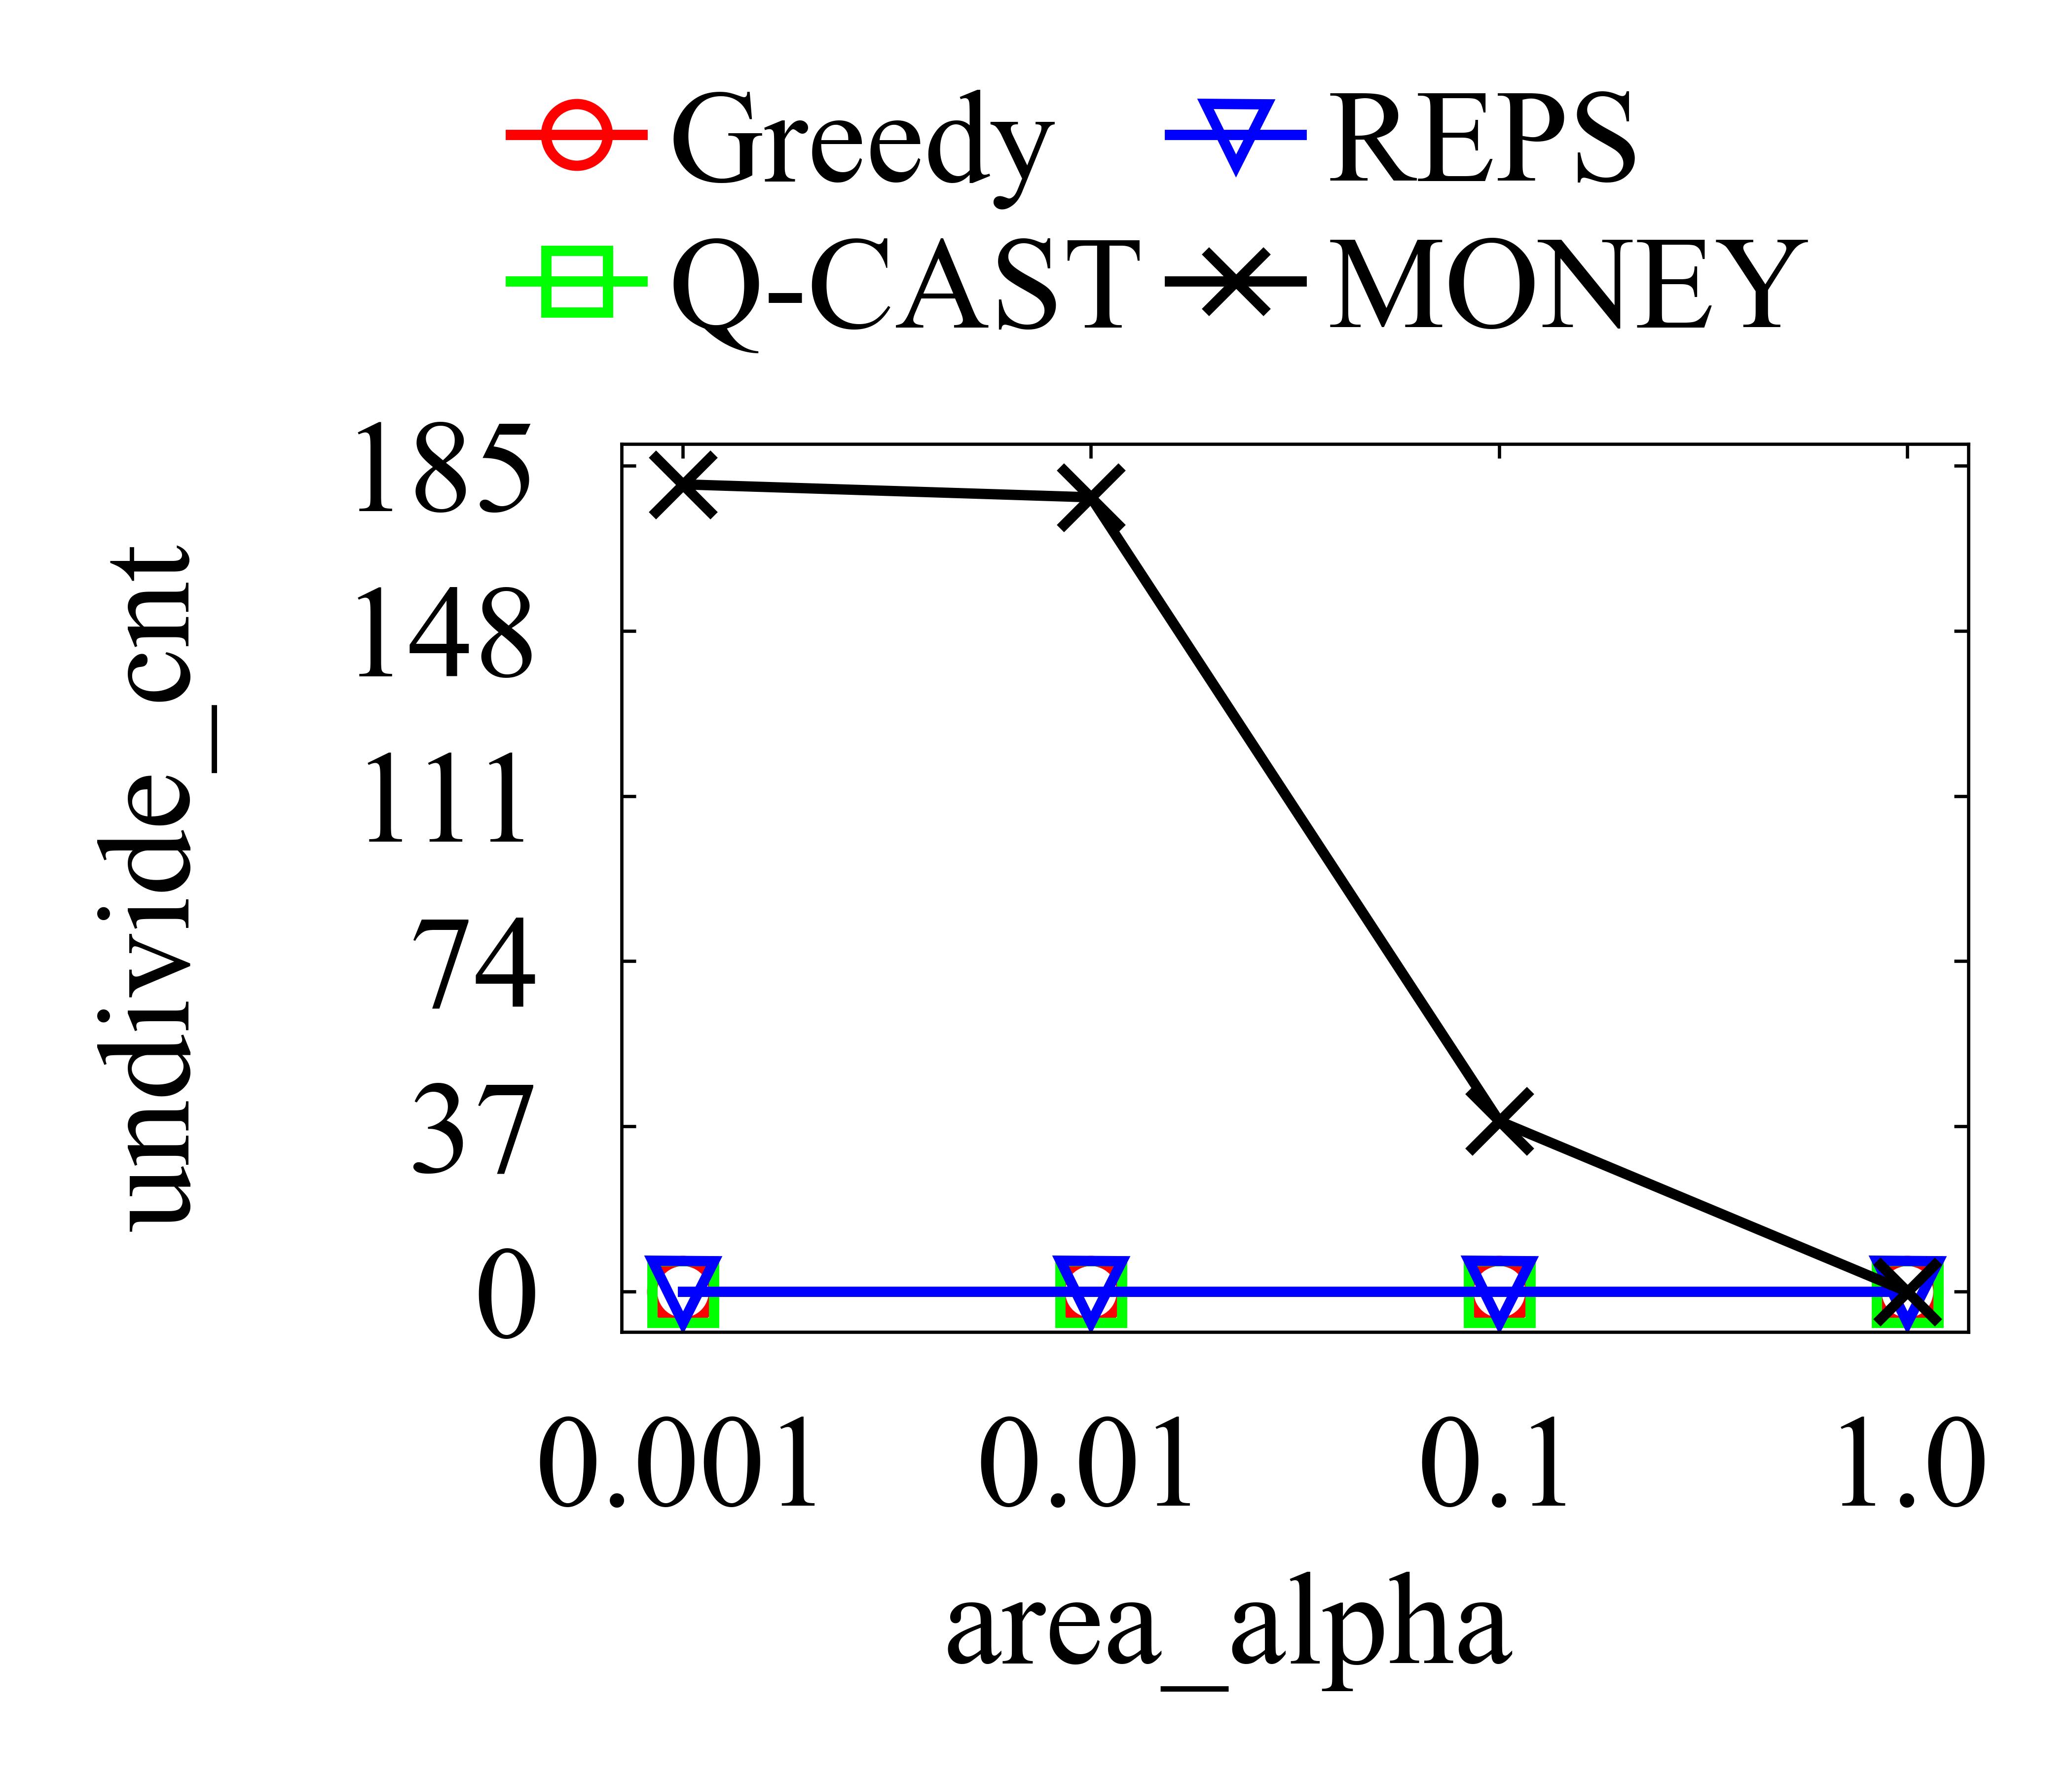 Greedy REPS
Q-CAST MONEY
185
148
111
74
37
0
undivide_cnt
0.001 0.01 0.1 1.0
area_alpha